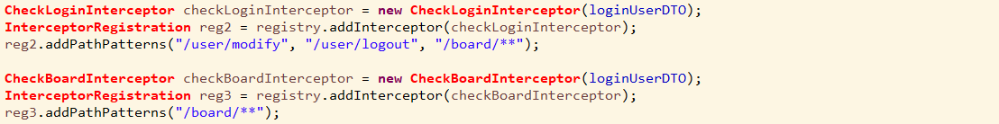 CheckLoginInterceptor checkLoginInterceptor = new CheckLoginInterceptor(loginUserDTO);
InterceptorRegistration reg2 = registry.addInterceptor(checkLoginInterceptor);
reg2.addPathPatterns("/user/modify", "/user/logout", "/board/**");
CheckBoardInterceptor checkBoardInterceptor = new CheckBoardInterceptor(loginUserDTO);
InterceptorRegistration reg3 = registry.addInterceptor(checkBoardInterceptor);
reg3.addPathPatterns("/board/**");